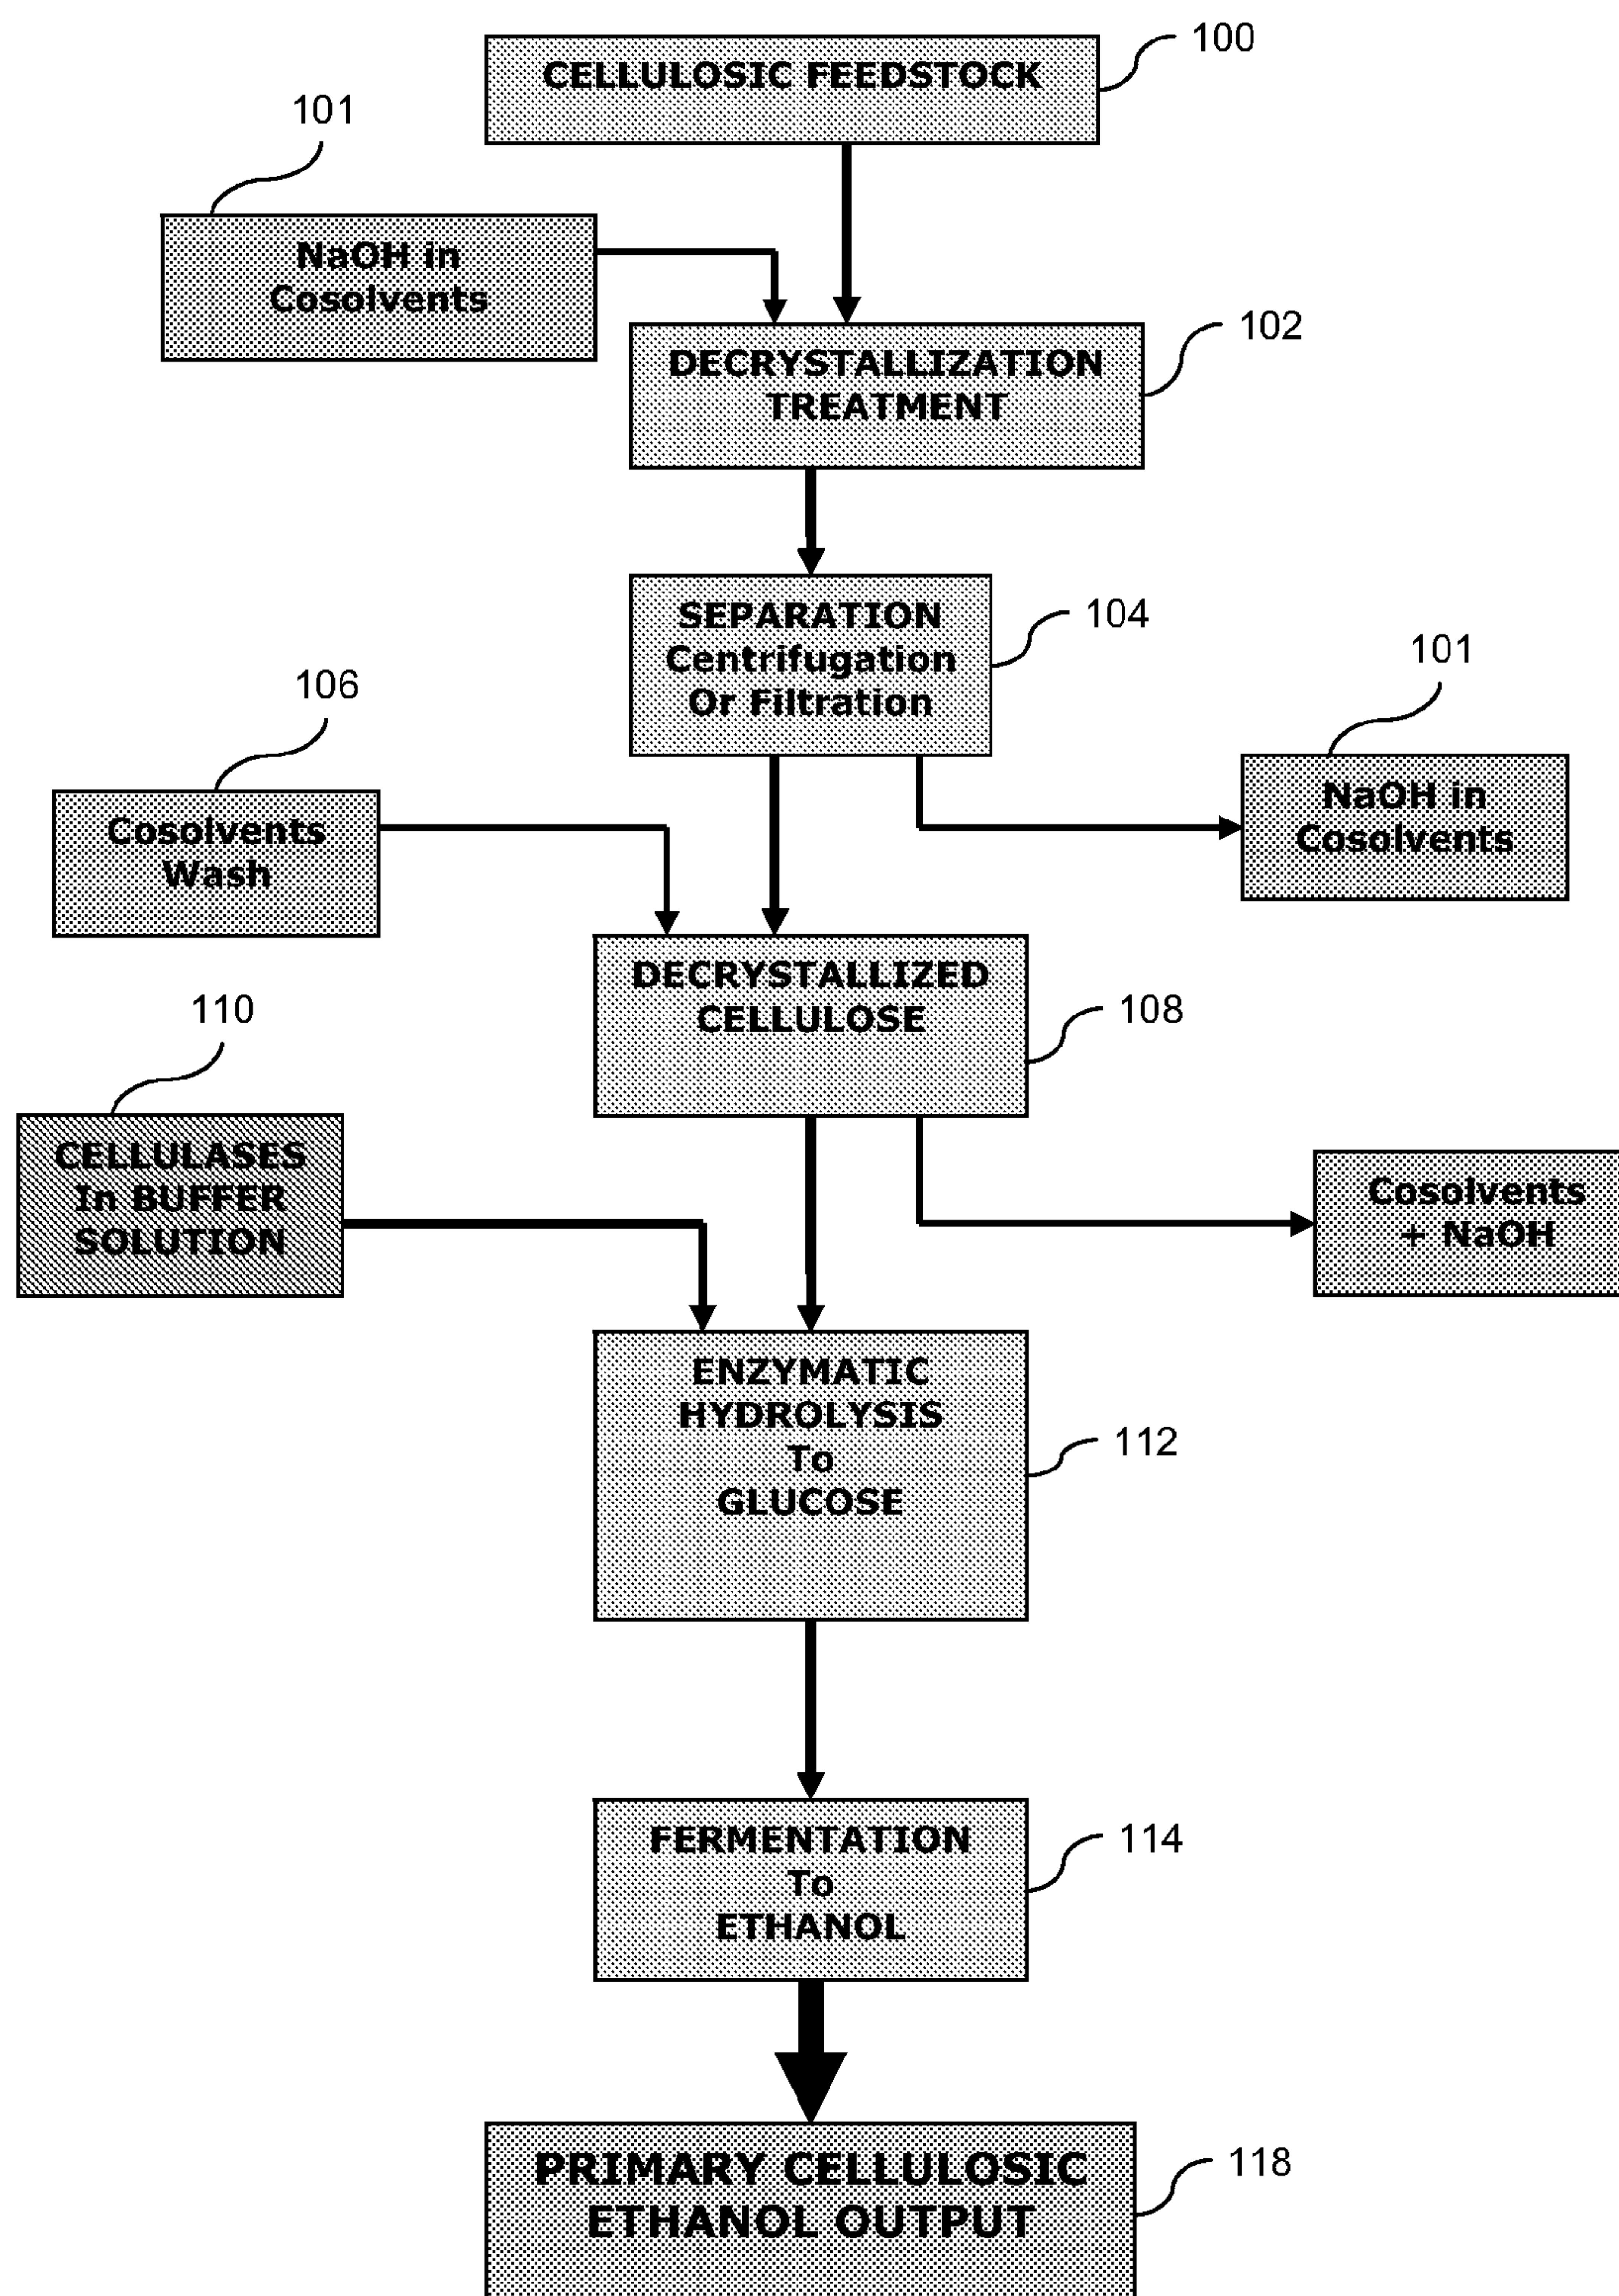 100
CELLULOSIC FEEDSTOCK
101
NaOH in
Cosolvents
102
DECRYSTALLIZATION
TREATMENT
SEPARATION
Centrifugation
Or Filtration
104
101
106
NaOH in
Cosolvents
Cosolvents
Wash
DECRYSTALLIZED
CELLULOSE
108
110
CELLULASES
In BUFFER
SOLUTION
Cosolvents
+ NaOH
ENZYMATIC
HYDROLYSIS
To
GLUCOSE
112
FERMENTATION
To
ETHANOL
114
PRIMARY CELLULOSIC
ETHANOL OUTPUT
118